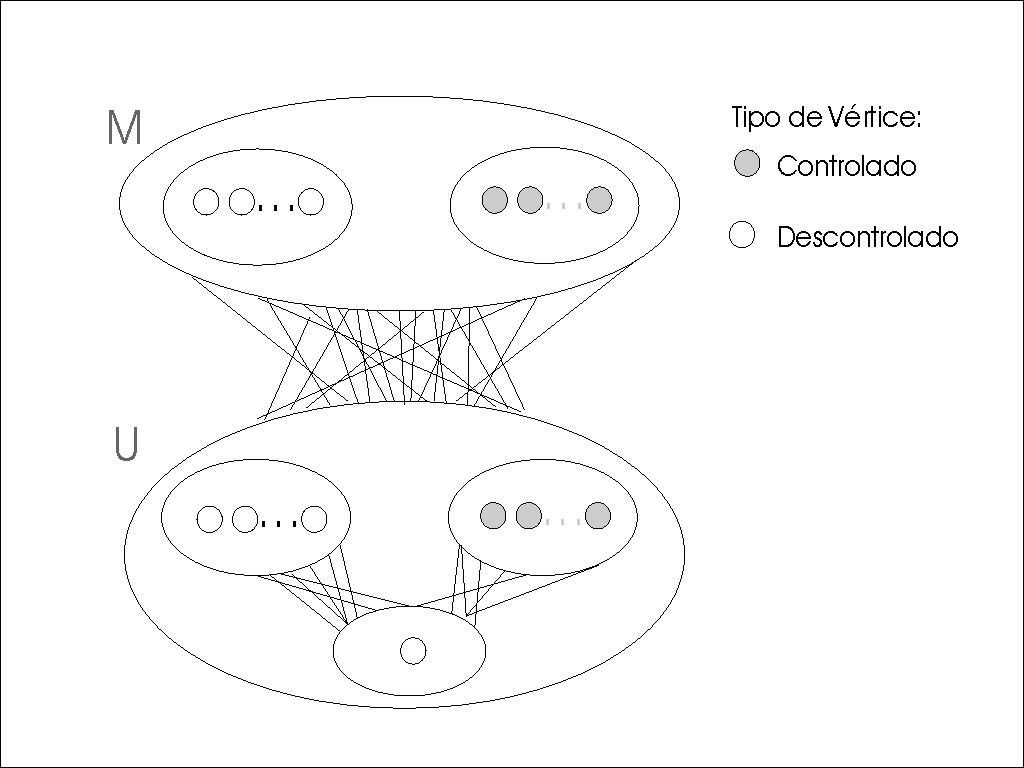 M
Tipo de Vértice:
Controlado
Descontrolado
U